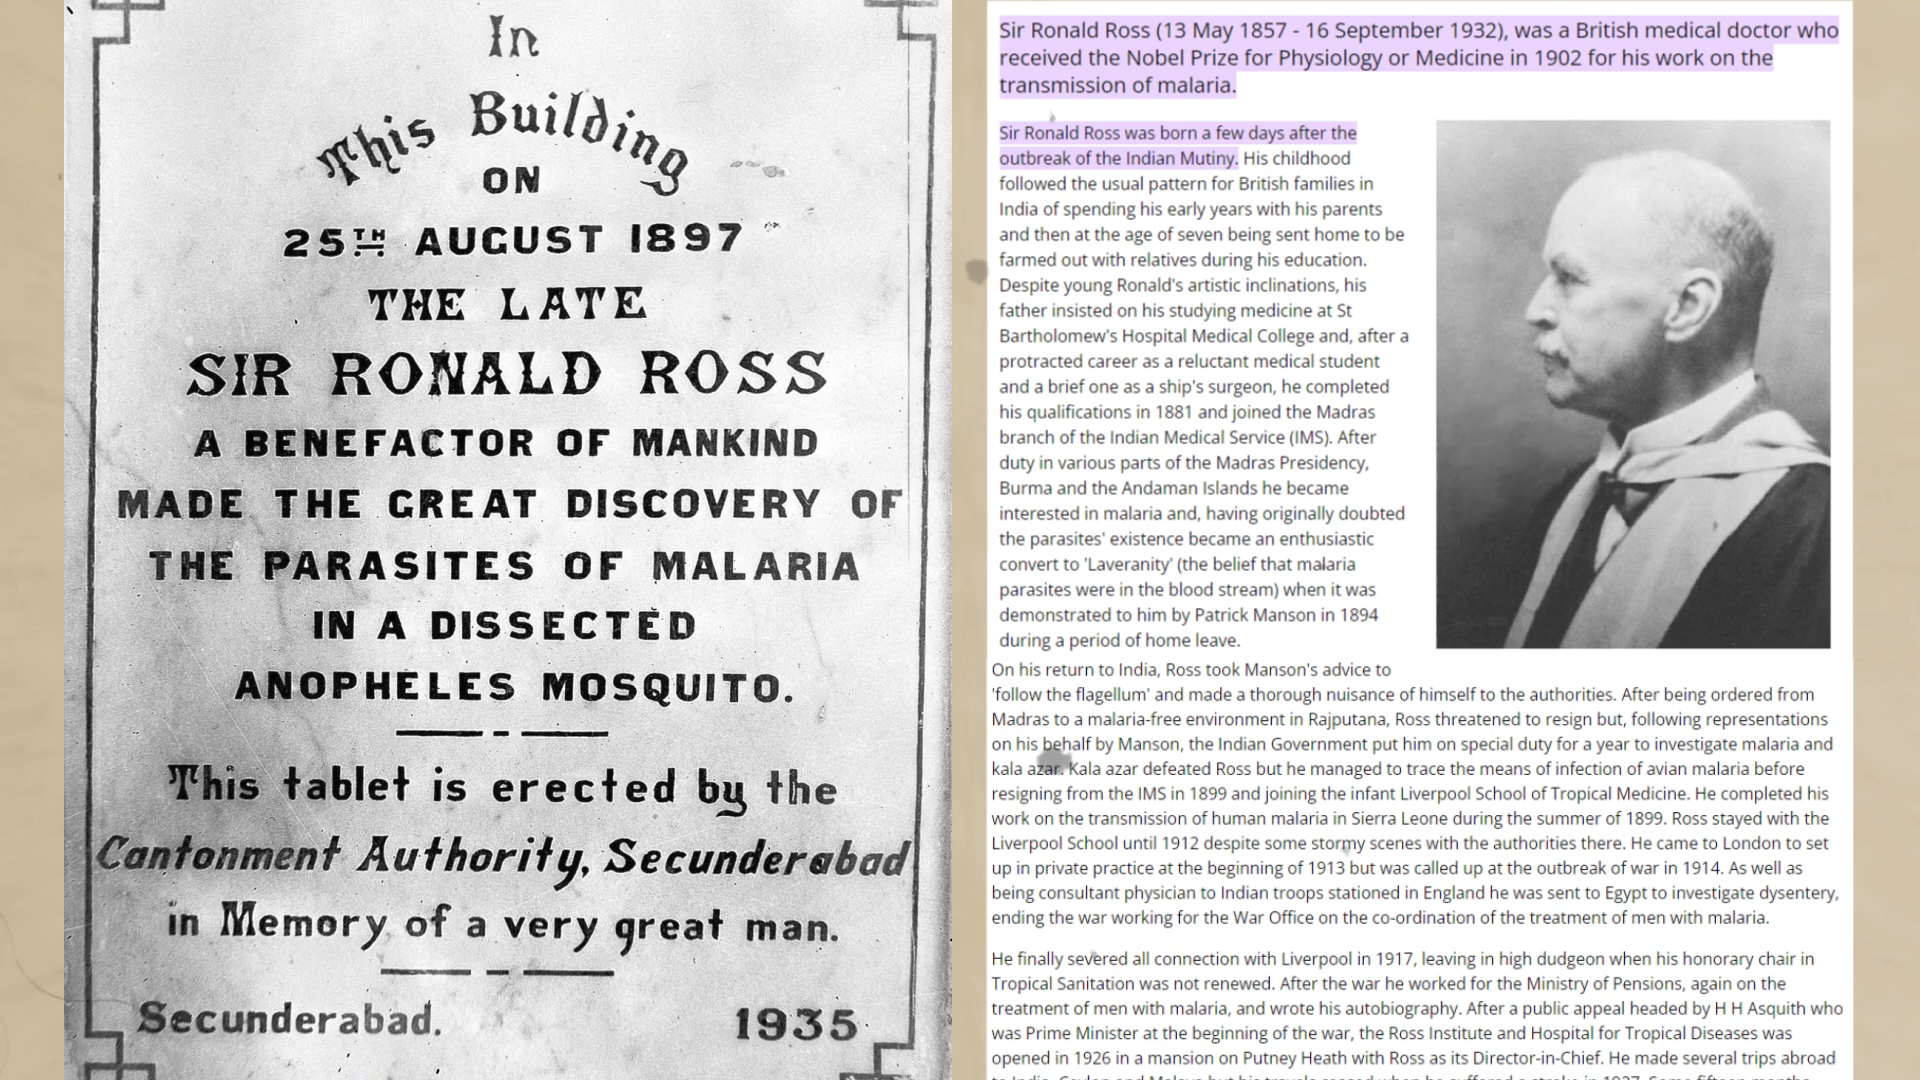 In
This Building
ON
25TH AUGUST 1897
THE LATE
SIR RONALD ROSS
A BENEFACTOR OF MANKIND
MADE THE GREAT DISCOVERY OF
THE PARASITES OF MALARIA
IN A DISSECTED
ANOPHELES MOSQUITO.
This tablet is erected by the
Cantonment Authority, Secunderabad
in Memory of a very great man.
Secunderabad. 1935
Sir Ronald Ross (13 May 1857 - 16 September 1932), was a British medical doctor who
received the Nobel Prize for Physiology or Medicine in 1902 for his work on the
transmission of malaria.
Sir Ronald Ross was born a few days after the
outbreak of the Indian Mutiny. His childhood
followed the usual pattern for British families in
India of spending his early years with his parents
and then at the age of seven being sent home to be
farmed out with relatives during his education.
Despite young Ronald's artistic inclinations, his
father insisted on his studying medicine at St
Bartholomew's Hospital Medical College and, after a
protracted career as a reluctant medical student
and a brief one as a ship's surgeon, he completed
his qualifications in 1881 and joined the Madras
branch of the Indian Medical Service (IMS). After
duty in various parts of the Madras Presidency,
Burma and the Andaman Islands he became
interested in malaria and, having originally doubted
the parasites' existence became an enthusiastic
convert to 'Laveranity' (the belief that malaria
parasites were in the blood stream) when it was
demonstrated to him by Patrick Manson in 1894
during a period of home leave.
On his return to India, Ross took Manson's advice to
'follow the flagellum' and made a thorough nuisance of himself to the authorities. After being ordered from
Madras to a malaria-free environment in Rajputana, Ross threatened to resign but, following representations
on his behalf by Manson, the Indian Government put him on special duty for a year to investigate malaria and
kala azar. Kala azar defeated Ross but he managed to trace the means of infection of avian malaria before
resigning from the IMS in 1899 and joining the infant Liverpool School of Tropical Medicine. He completed his
work on the transmission of human malaria in Sierra Leone during the summer of 1899. Ross stayed with the
Liverpool School until 1912 despite some stormy scenes with the authorities there. He came to London to set
up in private practice at the beginning of 1913 but was called up at the outbreak of war in 1914. As well as
being consultant physician to Indian troops stationed in England he was sent to Egypt to investigate dysentery,
ending the war working for the War Office on the co-ordination of the treatment of men with malaria.
He finally severed all connection with Liverpool in 1917, leaving in high dudgeon when his honorary chair in
Tropical Sanitation was not renewed. After the war he worked for the Ministry of Pensions, again on the
treatment of men with malaria, and wrote his autobiography. After a public appeal headed by H H Asquith who
was Prime Minister at the beginning of the war, the Ross Institute and Hospital for Tropical Diseases was
opened in 1926 in a mansion on Putney Heath with Ross as its Director-in-Chief. He made several trips abroad